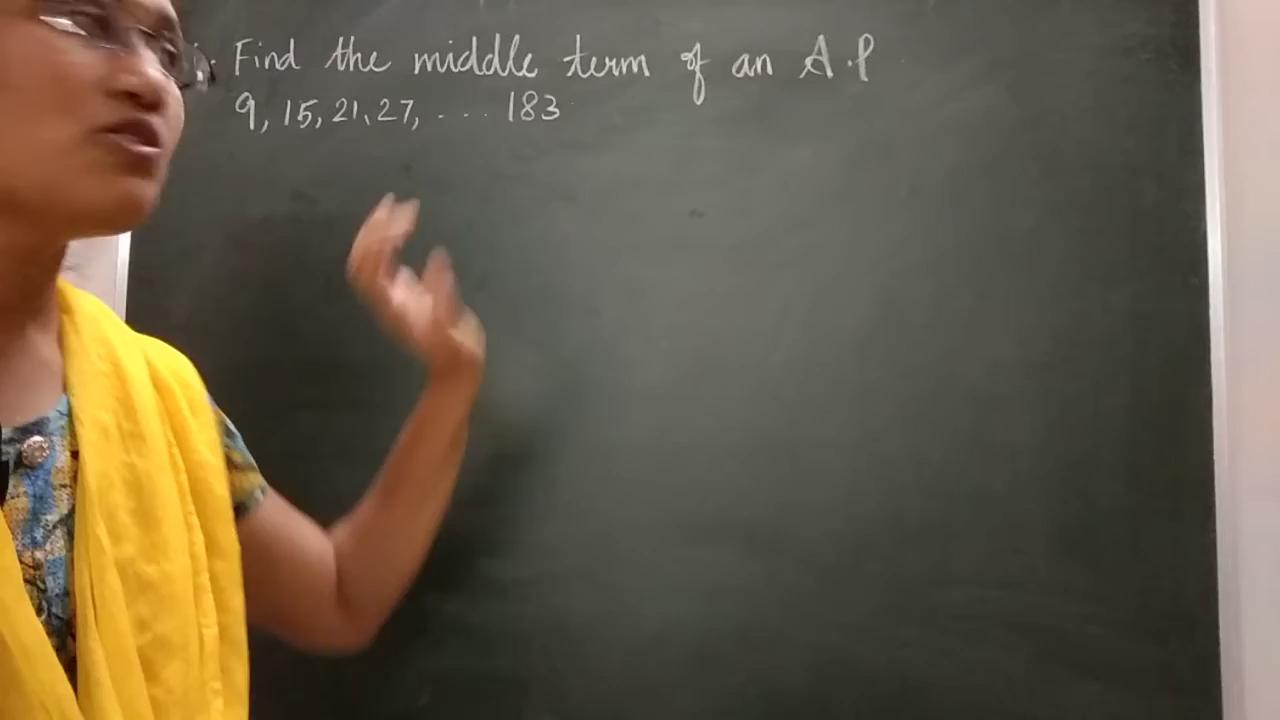 Find the middle term of an A.P
9, 15, 21, 27, .... 183